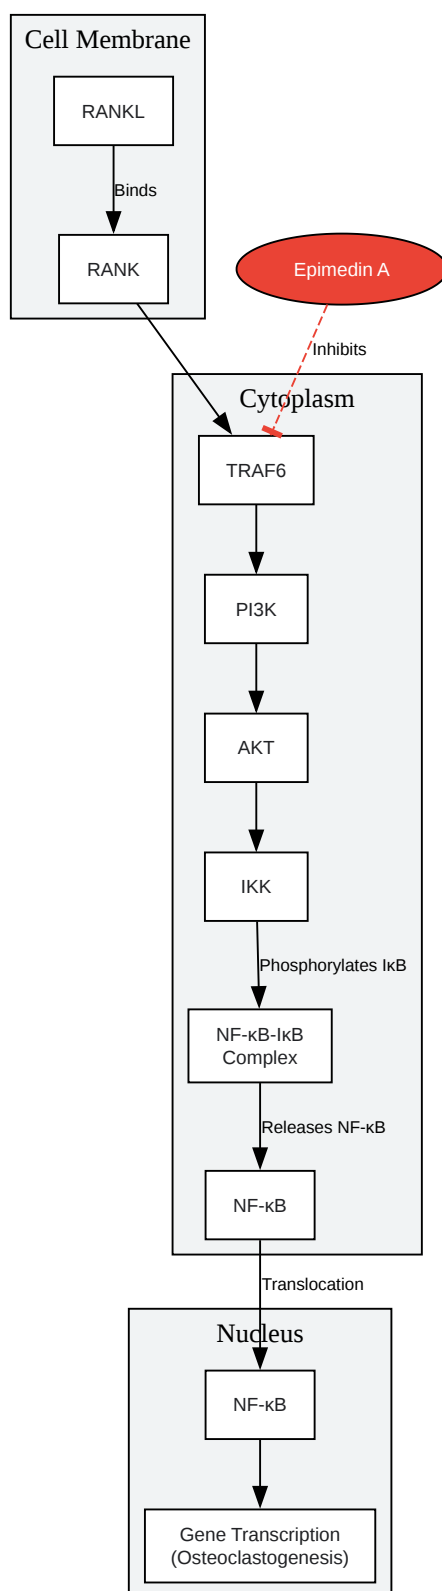 Cell Membrane
RANKL
Binds
RANK
Epimedin A
Inhibits
Cytoplasm
TRAF6
PI3K
AKT
IKK
Phosphorylates IκB
NF-κB-IκB
Complex
Releases NF-κB
NF-κB
Translocation
Nucleus
NF-κB
Gene Transcription
(Osteoclastogenesis)